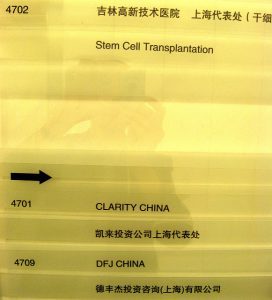 4702 吉林高新技术医院 上海代表处（干细
Stem Cell Transplantation
4701 CLARITY CHINA
凯来投资公司上海代表处
4709 DFJ CHINA
德丰杰投资咨询(上海)有限公司